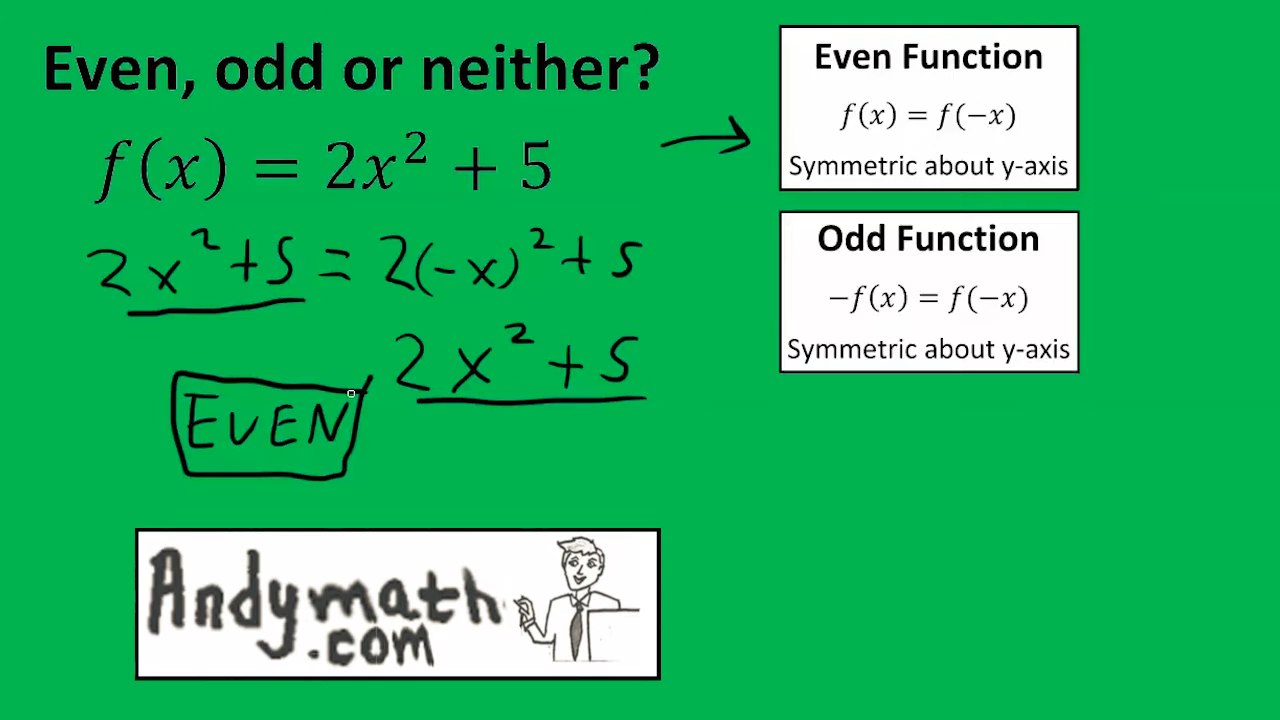 Even, odd or neither?
f(x) = 2x² + 5
2x² + 5 = 2(-x)² + 5
2x² + 5
EVEN
Even Function
f(x) = f(−x)
Symmetric about y-axis
Odd Function
−f(x) = f(−x)
Symmetric about y-axis
Andymath
.com